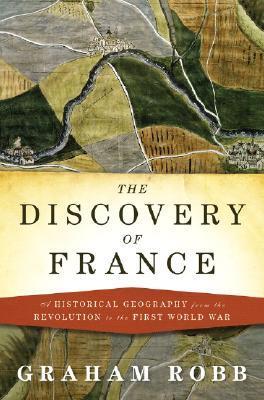 THE
DISCOVERY
OF
FRANCE
A HISTORICAL GEOGRAPHY from the
REVOLUTION to the FIRST WORLD WAR
GRAHAM ROBB